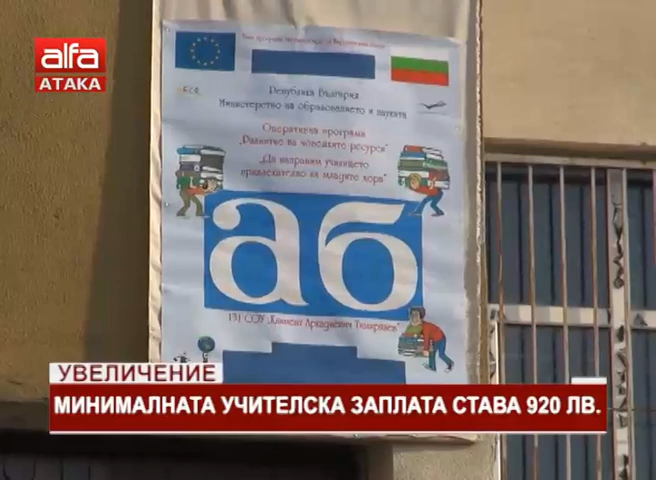 alfa
АТАКА
Република България
Министерство на образованието и науката
Оперативна програма
„Развитие на човешките ресурси"
„Да направим училището
привлекателно за младите хора"
аб
131 СОУ „Климент Аркадиевич Тимирязев"
УВЕЛИЧЕНИЕ
МИНИМАЛНАТА УЧИТЕЛСКА ЗАПЛАТА СТАВА 920 ЛВ.